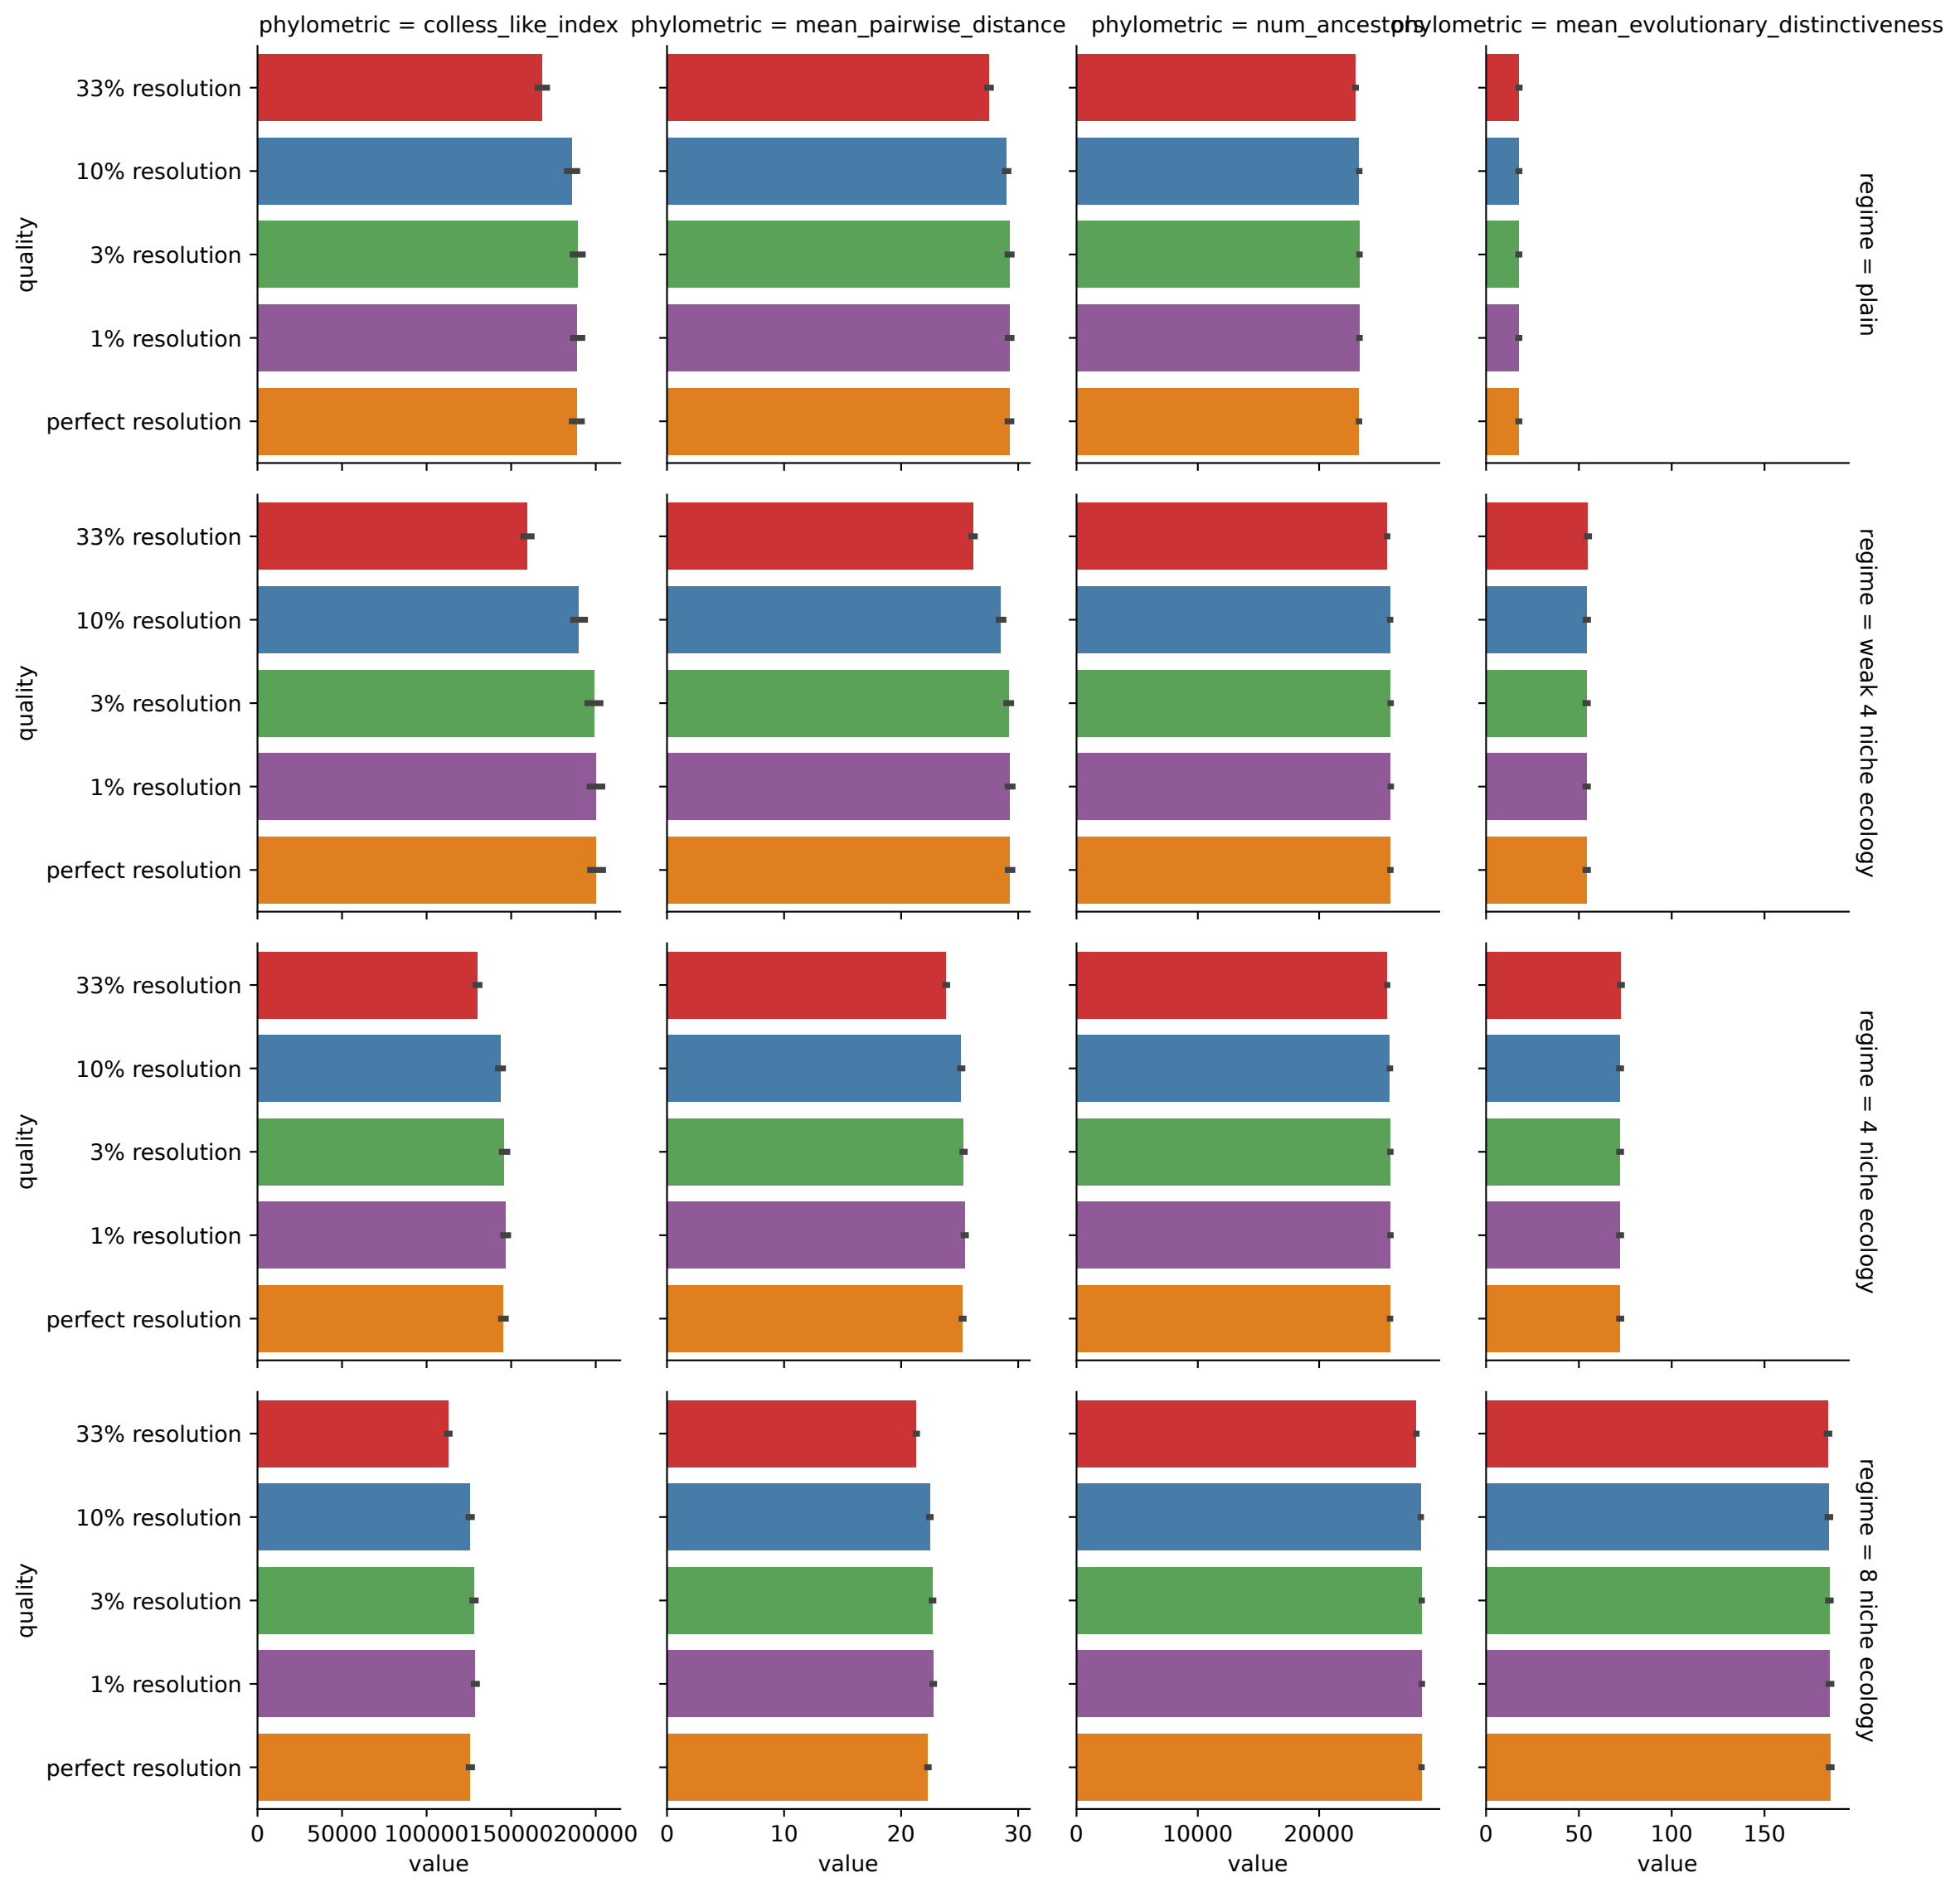 phylometric = colless_like_index
phylometric = mean_pairwise_distance
phylometric = num_ancestors
phylometric = mean_evolutionary_distinctiveness
quality
33% resolution
10% resolution
3% resolution
1% resolution
perfect resolution
regime = plain
quality
33% resolution
10% resolution
3% resolution
1% resolution
perfect resolution
regime = weak 4 niche ecology
quality
33% resolution
10% resolution
3% resolution
1% resolution
perfect resolution
regime = 4 niche ecology
quality
33% resolution
10% resolution
3% resolution
1% resolution
perfect resolution
regime = 8 niche ecology
0 50000 100000 150000 200000
0 10 20 30
0 10000 20000
0 50 100 150
value
value
value
value